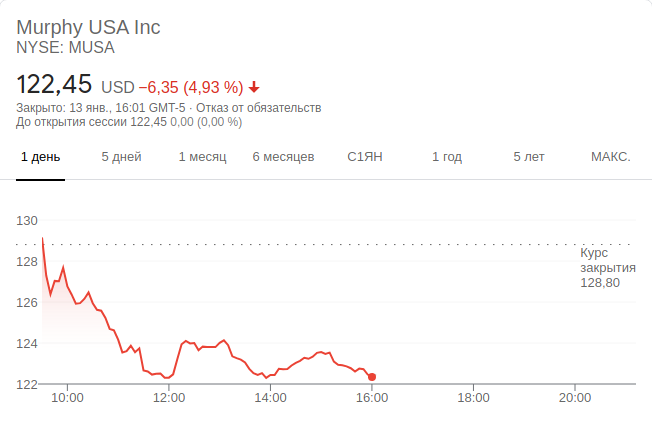 Murphy USA Inc
NYSE: MUSA
122,45 USD −6,35 (4,93 %)
Закрыто: 13 янв., 16:01 GMT-5 · Отказ от обязательств
До открытия сессии 122,45 0,00 (0,00 %)
1 день 5 дней 1 месяц 6 месяцев С1ЯН 1 год 5 лет МАКС.
130
128
126
124
122
Курс
закрытия
128,80
10:00 12:00 14:00 16:00 18:00 20:00